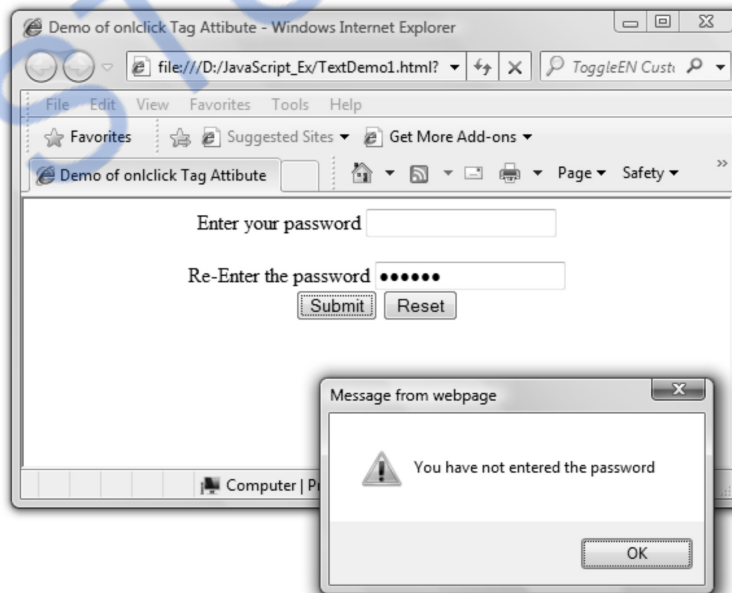 Demo of onlclick Tag Attibute - Windows Internet Explorer
file:///D:/JavaScript_Ex/TextDemo1.html?
ToggleEN
File Edit View Favorites Tools Help
Favorites Suggested Sites Get More Add-ons
Demo of onlclick Tag Attibute Page Safety »
Enter your password
Re-Enter the password ••••••
Submit Reset
Message from webpage
You have not entered the password
Computer |
OK